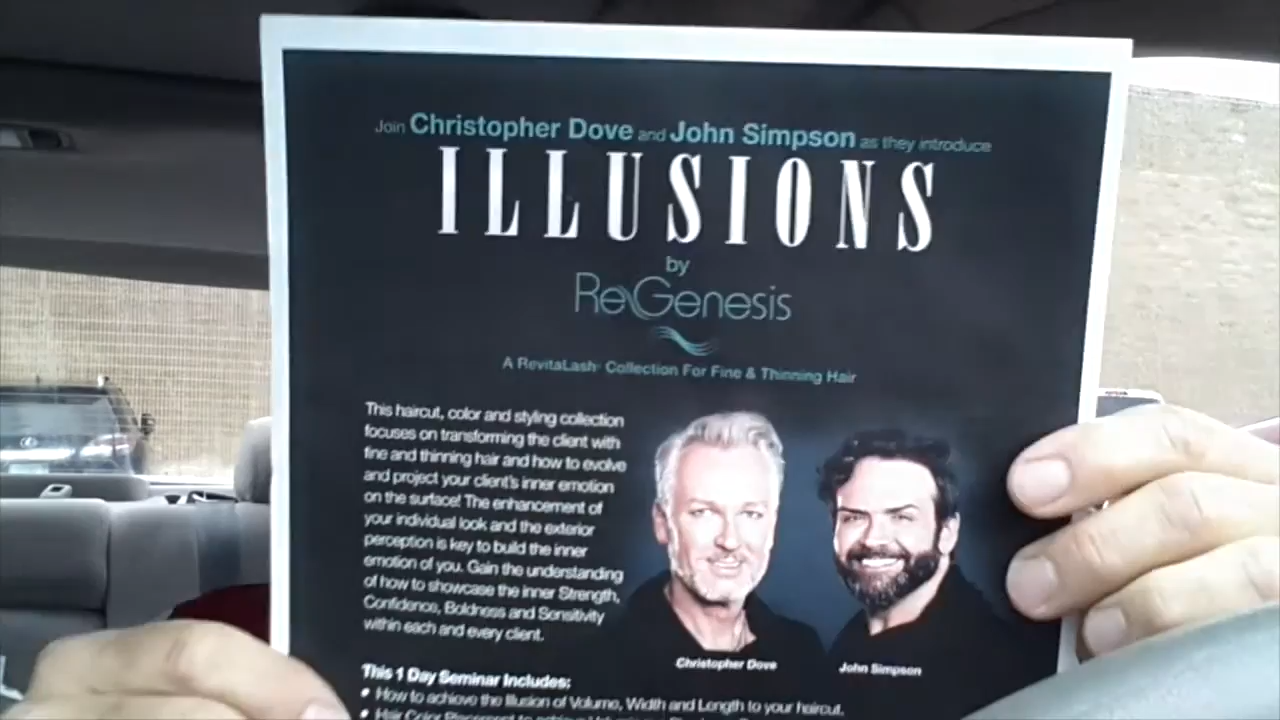 Join Christopher Dove and John Simpson as they introduce
ILLUSIONS
by
ReGenesis
A RevitaLash® Collection For Fine & Thinning Hair
This haircut, color and styling collection
focuses on transforming the client with
fine and thinning hair and how to evolve
and project your client's inner emotion
on the surface! The enhancement of
your individual look and the exterior
perception is key to build the inner
emotion of you. Gain the understanding
of how to showcase the inner Strength,
Confidence, Boldness and Sensitivity
within each and every client.
Christopher Dove
John Simpson
This 1 Day Seminar Includes:
• How to achieve the Illusion of Volume, Width and Length to your haircut.
• Hair Color Placement to achieve